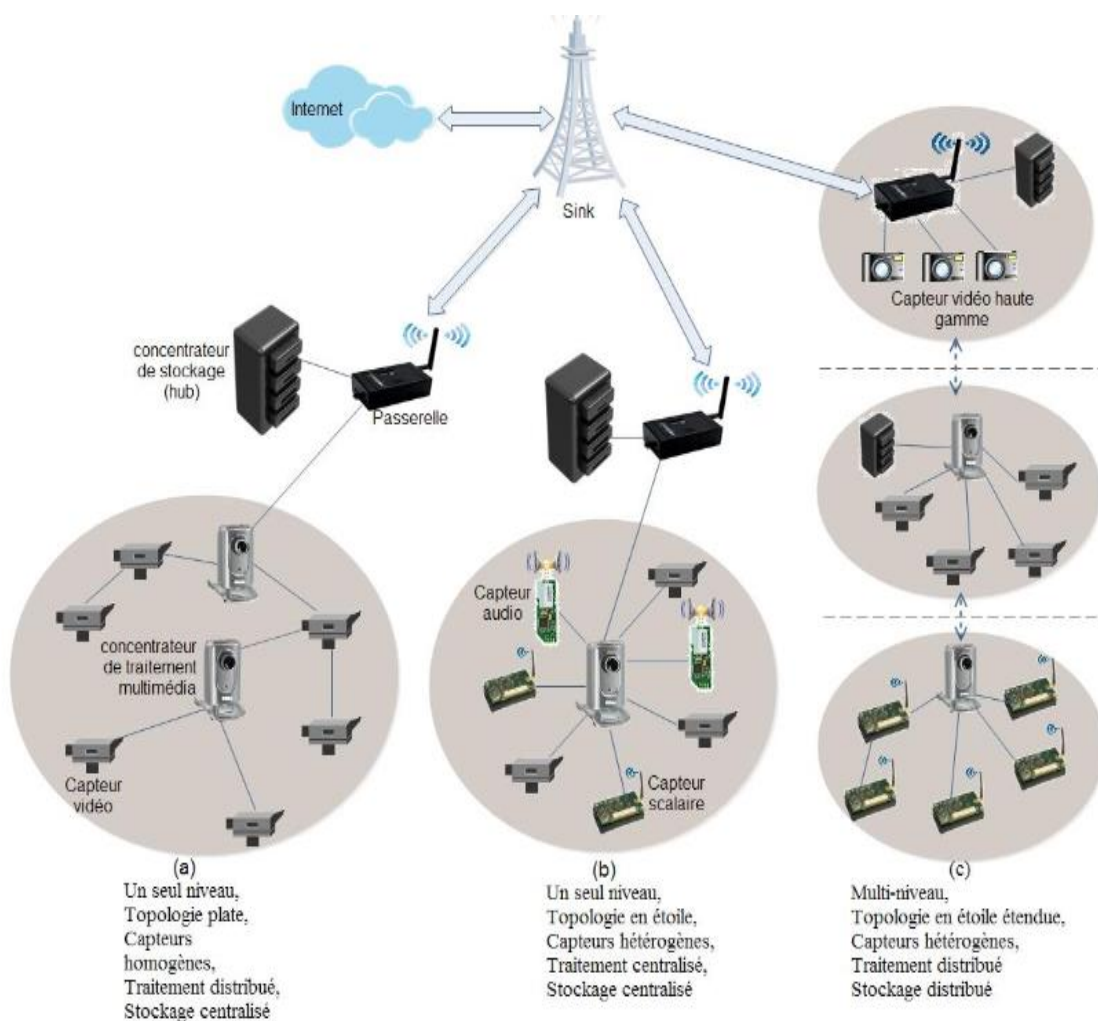 Internet
Sink
Capteur vidéo haute
gamme
concentrateur
de stockage
(hub)
Passerelle
Capteur
audio
concentrateur
de traitement
multimédia
Capteur
vidéo
Capteur
scalaire
(a)
Un seul niveau,
Topologie plate,
Capteurs
homogènes,
Traitement distribué,
Stockage centralisé
(b)
Un seul niveau,
Topologie en étoile,
Capteurs hétérogènes,
Traitement centralisé,
Stockage centralisé
(c)
Multi-niveau,
Topologie en étoile étendue,
Capteurs hétérogènes,
Traitement distribué
Stockage distribué